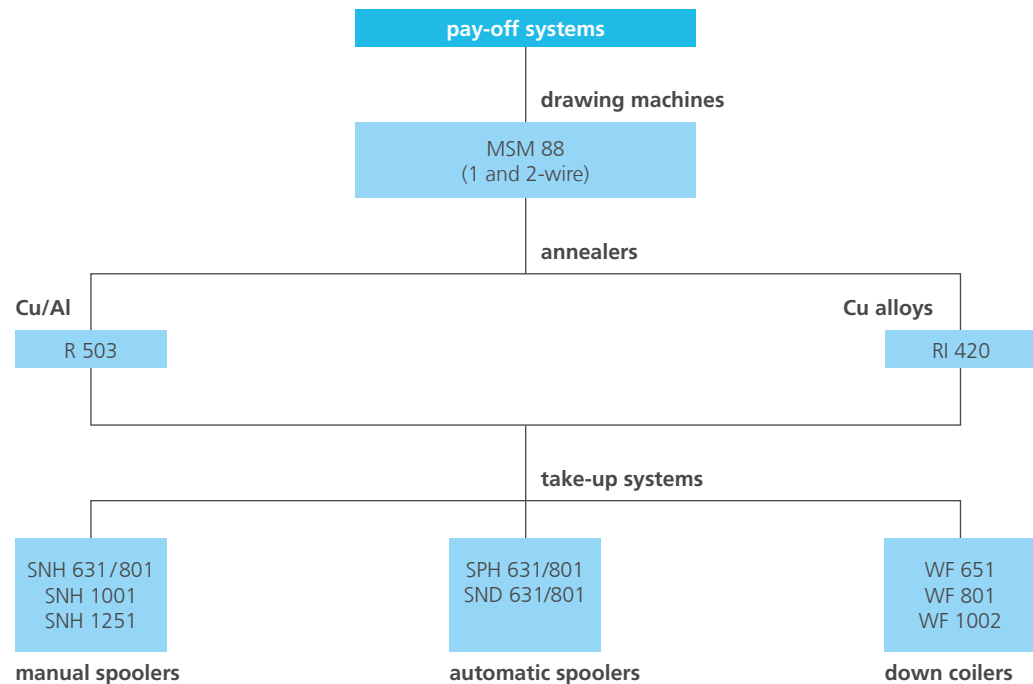 pay-off systems
drawing machines
MSM 88
(1 and 2-wire)
annealers
Cu/Al
R 503
Cu alloys
RI 420
take-up systems
SNH 631/801
SNH 1001
SNH 1251
manual spoolers
SPH 631/801
SND 631/801
automatic spoolers
WF 651
WF 801
WF 1002
down coilers